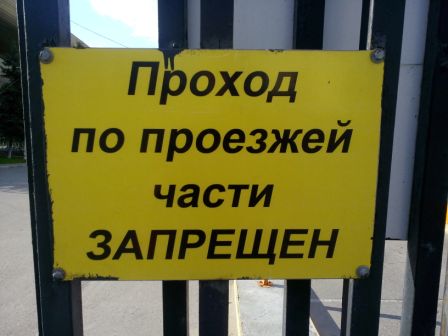 Проход
по проезжей
части
ЗАПРЕЩЕН